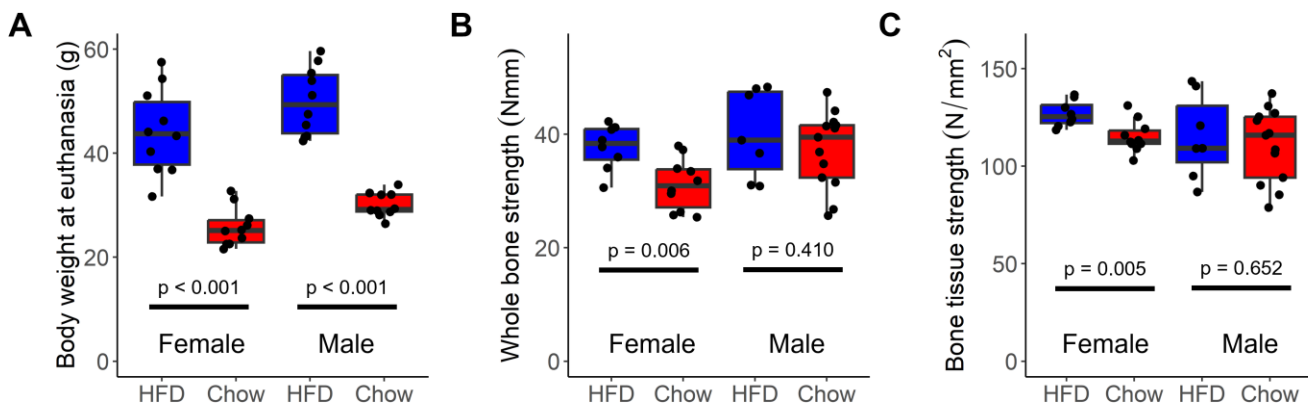 A
Body weight at euthanasia (g)
60
40
20
0
p < 0.001
p < 0.001
Female
Male
HFD
Chow
HFD
Chow
B
Whole bone strength (Nmm)
40
20
0
p = 0.006
p = 0.410
Female
Male
HFD
Chow
HFD
Chow
C
Bone tissue strength (N/mm²)
150
100
50
0
p = 0.005
p = 0.652
Female
Male
HFD
Chow
HFD
Chow